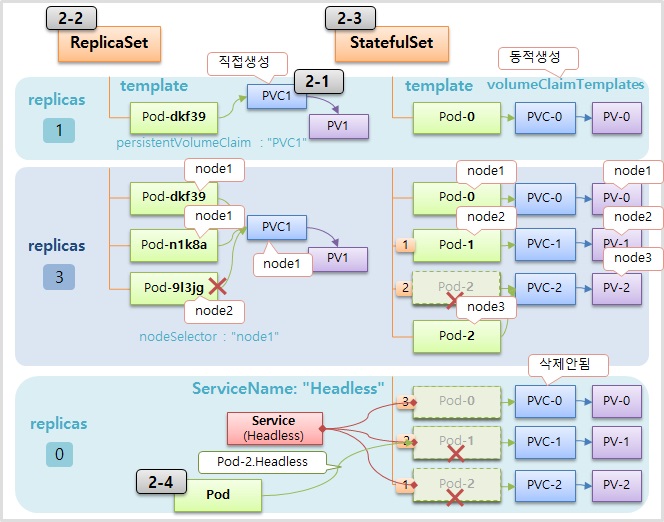 2-2
2-3
ReplicaSet
StatefulSet
직접생성
동적생성
template
2-1
template
volumeClaimTemplates
replicas
1
Pod-dkf39
PVC1
PV1
persistentVolumeClaim : "PVC1"
Pod-0
PVC-0
PV-0
replicas
3
node1
Pod-dkf39
node1
Pod-n1k8a
Pod-9l3jg
node2
nodeSelector : "node1"
PVC1
node1
PV1
node1
node1
Pod-0
PVC-0
PV-0
node2
node2
1
Pod-1
PVC-1
PV-1
node3
2
Pod-2
PVC-2
PV-2
node3
Pod-2
삭제안됨
replicas
0
ServiceName: "Headless"
3
Pod-0
PVC-0
PV-0
Service
(Headless)
2
Pod-1
PVC-1
PV-1
Pod-2.Headless
2-4
Pod
1
Pod-2
PVC-2
PV-2